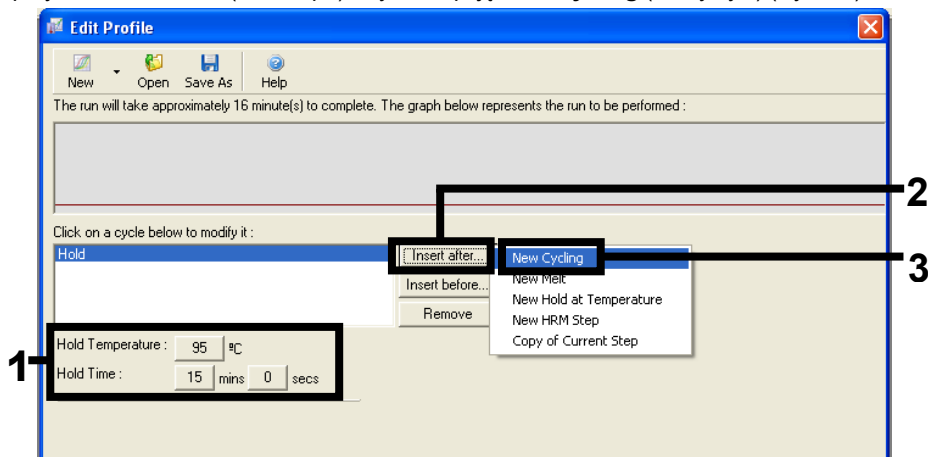 Edit Profile
New Open Save As Help
The run will take approximately 16 minute(s) to complete. The graph below represents the run to be performed :
2
Click on a cycle below to modify it :
Hold
Insert after...
Insert before...
Remove
New Cycling
New Melt
New Hold at Temperature
New HRM Step
Copy of Current Step
3
1
Hold Temperature : 95 ºC
Hold Time : 15 mins 0 secs